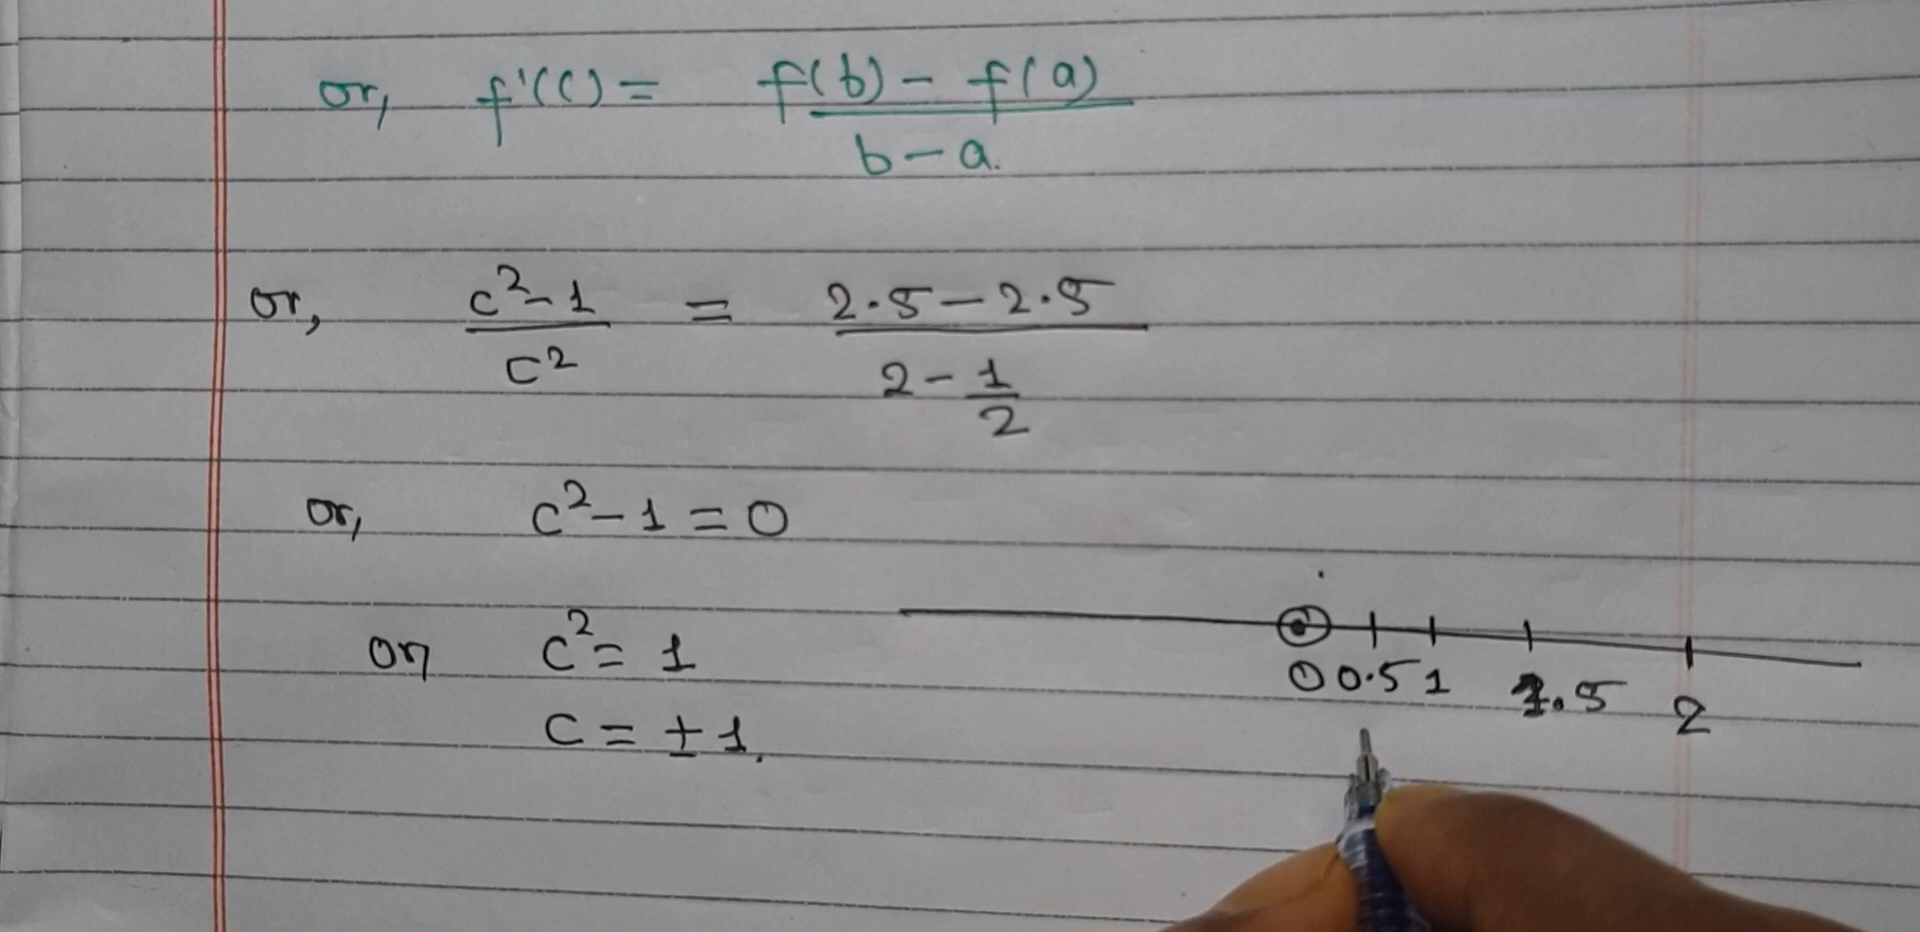 or, f'(c) = f(b) - f(a) / b - a.
or, c² - 1 / c² = 2.5 - 2.5 / 2 - 1/2
or, c² - 1 = 0
or c² = 1
c = ± 1.
0 0.5 1 1.5 2